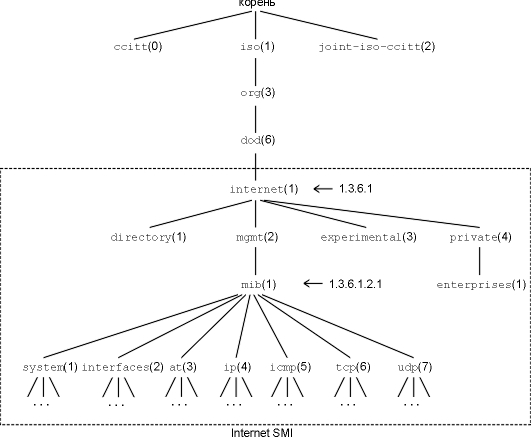 корень
ccitt(0) iso(1) joint-iso-ccitt(2)
org(3)
dod(6)
internet(1) ← 1.3.6.1
directory(1) mgmt(2) experimental(3) private(4)
mib(1) ← 1.3.6.1.2.1 enterprises(1)
system(1) interfaces(2) at(3) ip(4) icmp(5) tcp(6) udp(7)
... ... ... ... ... ... ...
Internet SMI